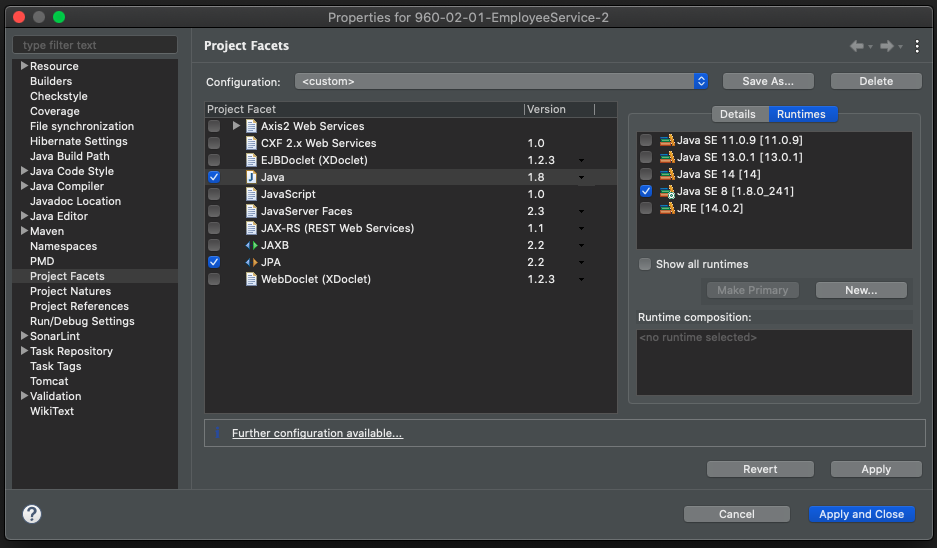 Properties for 960-02-01-EmployeeService-2
type filter text
Resource
Builders
Checkstyle
Coverage
File synchronization
Hibernate Settings
Java Build Path
Java Code Style
Java Compiler
Javadoc Location
Java Editor
Maven
Namespaces
PMD
Project Facets
Project Natures
Project References
Run/Debug Settings
SonarLint
Task Repository
Task Tags
Tomcat
Validation
WikiText
Project Facets
Configuration: <custom> Save As... Delete
Project Facet Version
Axis2 Web Services
CXF 2.x Web Services 1.0
EJBDoclet (XDoclet) 1.2.3
Java 1.8
JavaScript 1.0
JavaServer Faces 2.3
JAX-RS (REST Web Services) 1.1
JAXB 2.2
JPA 2.2
WebDoclet (XDoclet) 1.2.3
Details Runtimes
Java SE 11.0.9 [11.0.9]
Java SE 13.0.1 [13.0.1]
Java SE 14 [14]
Java SE 8 [1.8.0_241]
JRE [14.0.2]
Show all runtimes
Make Primary New...
Runtime composition:
<no runtime selected>
Further configuration available...
Revert Apply
? Cancel Apply and Close